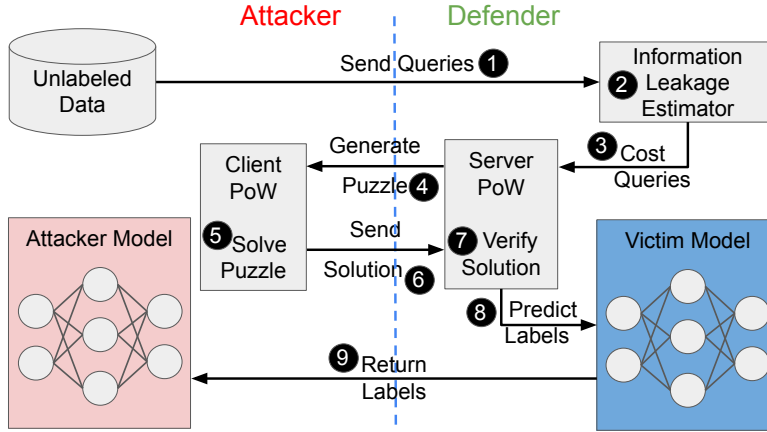 Attacker
Defender
Unlabeled
Data
Send Queries 1
2 Information
Leakage
Estimator
3 Cost
Queries
Generate
Puzzle 4
Client
PoW
5 Solve
Puzzle
Server
PoW
7 Verify
Solution
Send
Solution 6
8 Predict
Labels
Attacker Model
Victim Model
9 Return
Labels